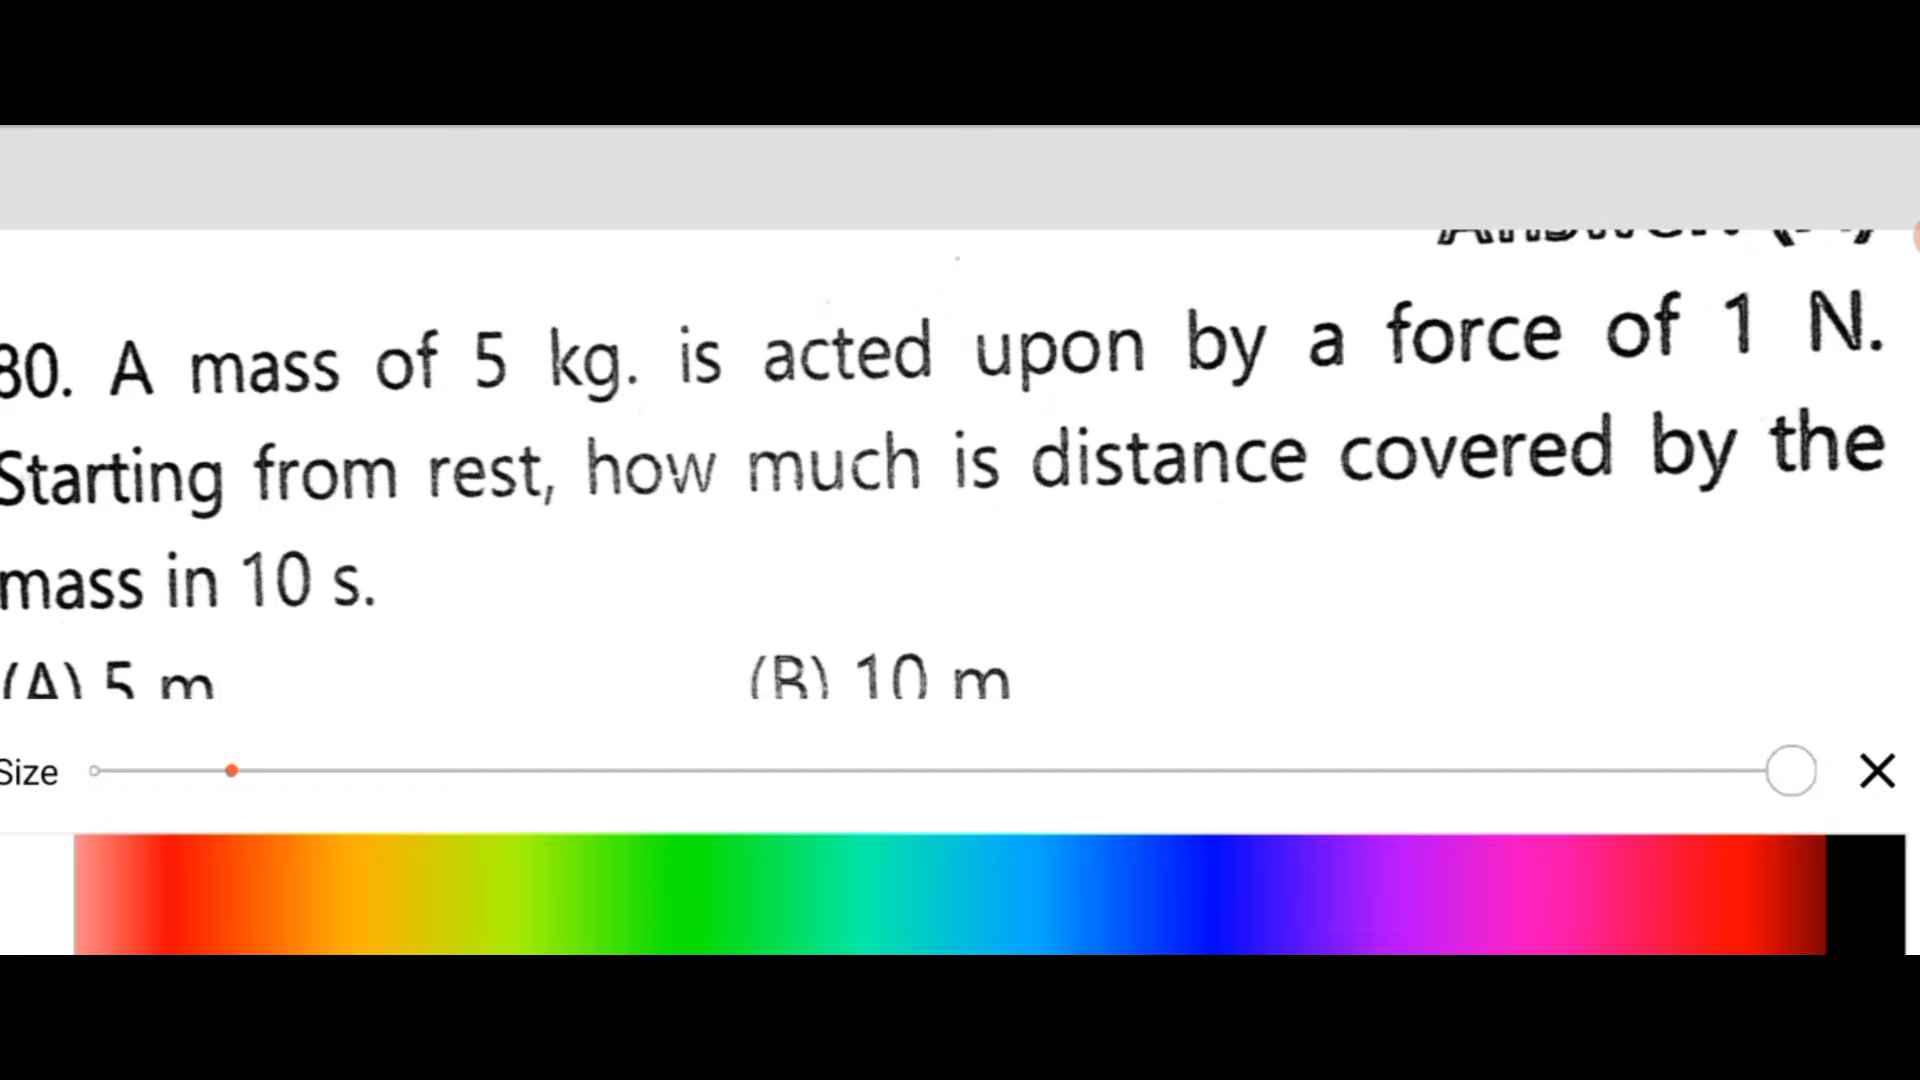 80. A mass of 5 kg. is acted upon by a force of 1 N.
Starting from rest, how much is distance covered by the
mass in 10 s.
(A) 5 m (B) 10 m
Size